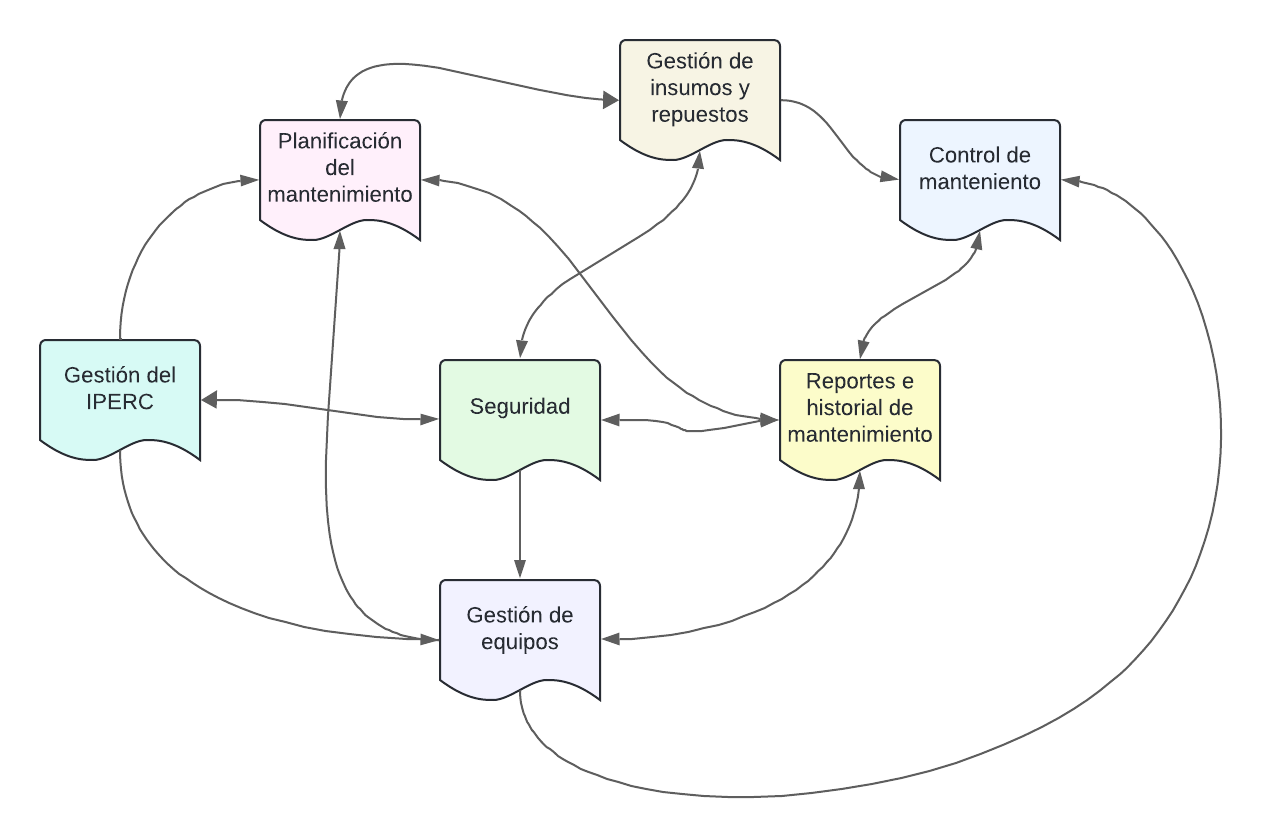 Gestión de
insumos y
repuestos
Planificación
del
mantenimiento
Control de
manteniento
Gestión del
IPERC
Seguridad
Reportes e
historial de
mantenimiento
Gestión de
equipos